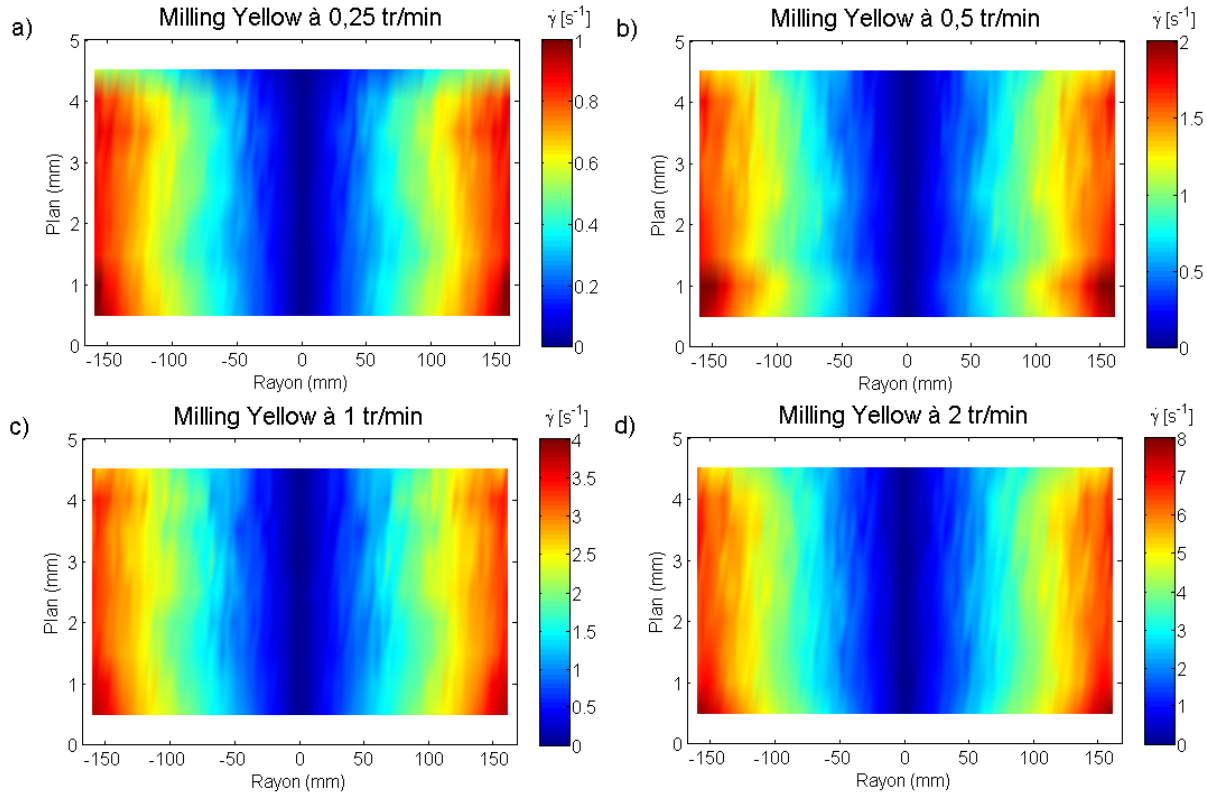 a)
Milling Yellow à 0,25 tr/min
γ̇ [s⁻¹]
5
4
3
2
1
0
Plan (mm)
-150 -100 -50 0 50 100 150
Rayon (mm)
1
0.8
0.6
0.4
0.2
0
b)
Milling Yellow à 0,5 tr/min
γ̇ [s⁻¹]
5
4
3
2
1
0
Plan (mm)
-150 -100 -50 0 50 100 150
Rayon (mm)
2
1.5
1
0.5
0
c)
Milling Yellow à 1 tr/min
γ̇ [s⁻¹]
5
4
3
2
1
0
Plan (mm)
-150 -100 -50 0 50 100 150
Rayon (mm)
4
3.5
3
2.5
2
1.5
1
0.5
0
d)
Milling Yellow à 2 tr/min
γ̇ [s⁻¹]
5
4
3
2
1
0
Plan (mm)
-150 -100 -50 0 50 100 150
Rayon (mm)
8
7
6
5
4
3
2
1
0